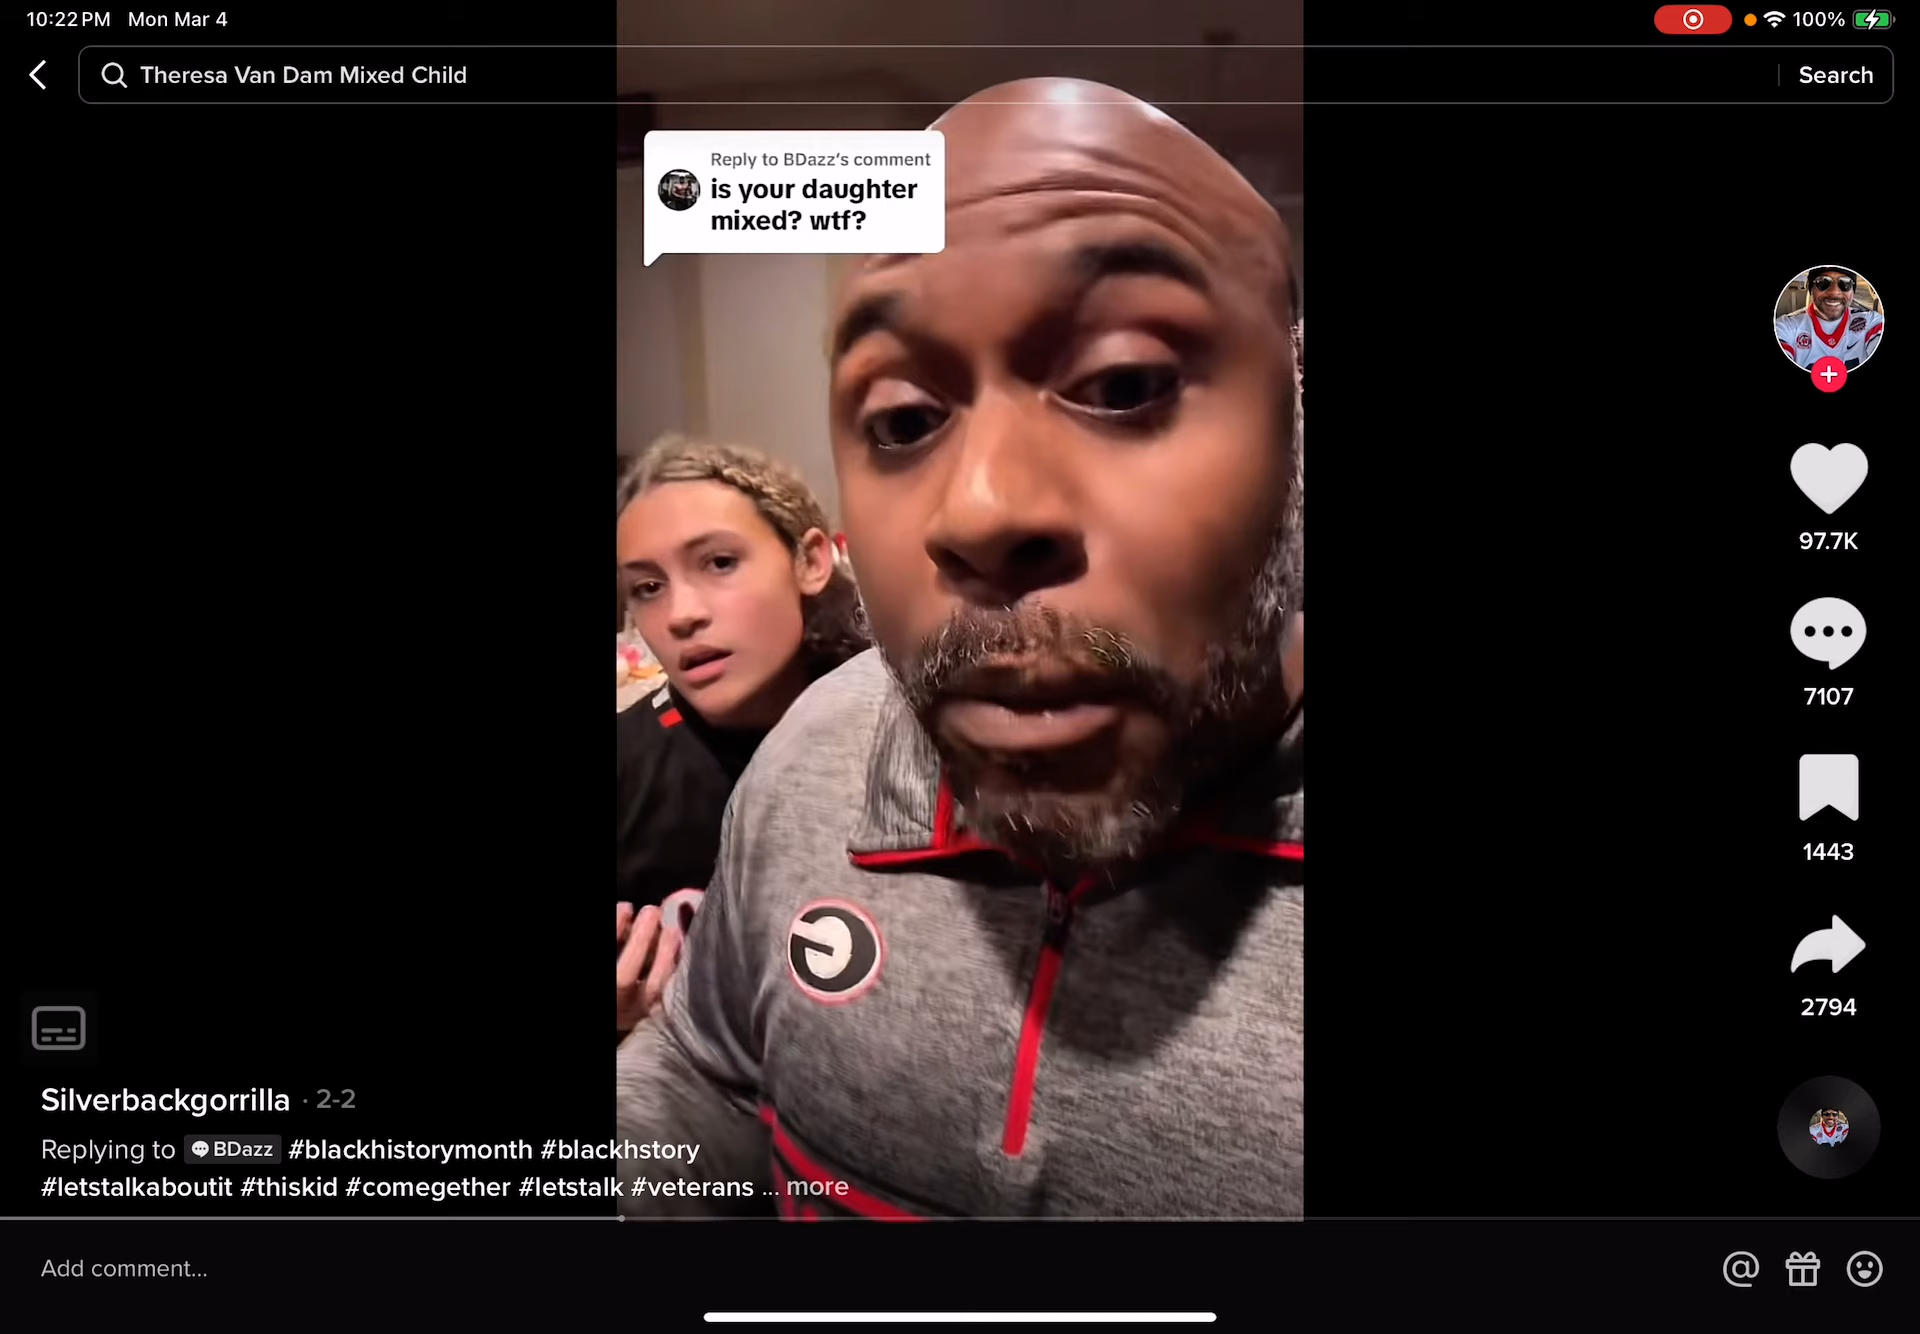 10:22 PM Mon Mar 4
100%
Theresa Van Dam Mixed Child
Search
Reply to BDazz's comment
is your daughter
mixed? wtf?
97.7K
7107
1443
2794
Silverbackgorrilla · 2-2
Replying to BDazz #blackhistorymonth #blackhstory
#letstalkaboutit #thiskid #comegether #letstalk #veterans ... more
Add comment...